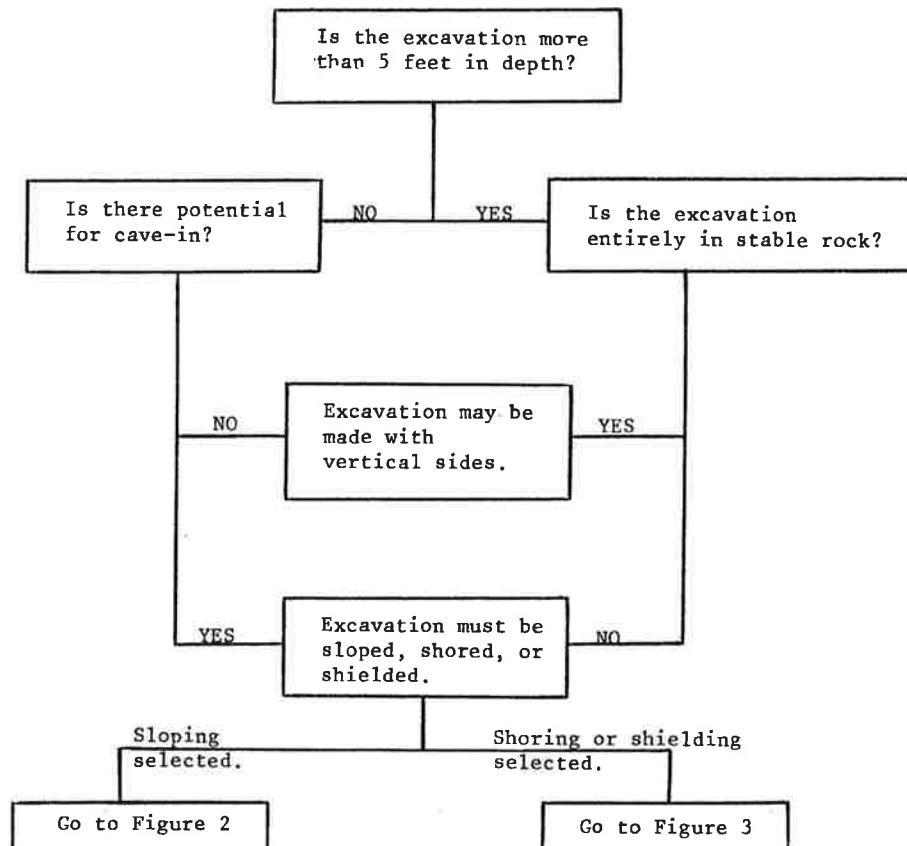 Is the excavation more
than 5 feet in depth?
Is there potential
for cave-in?
NO
YES
Is the excavation
entirely in stable rock?
NO
Excavation may be
made with
vertical sides.
YES
YES
Excavation must be
sloped, shored, or
shielded.
NO
Sloping
selected.
Shoring or shielding
selected.
Go to Figure 2
Go to Figure 3